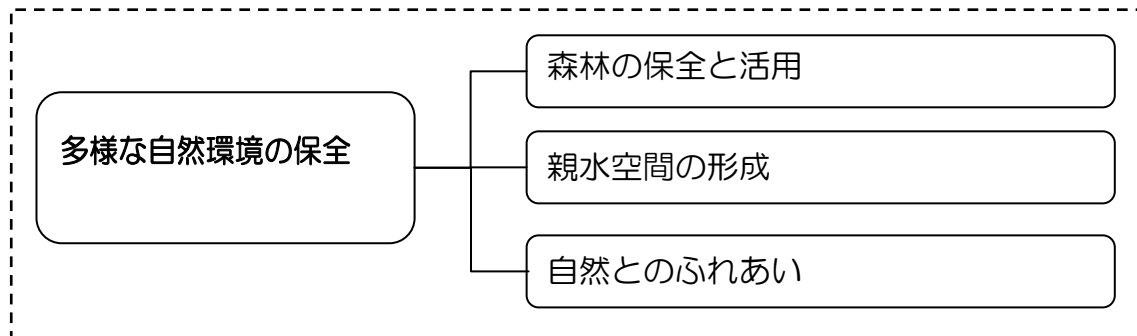 多様な自然環境の保全
森林の保全と活用
親水空間の形成
自然とのふれあい